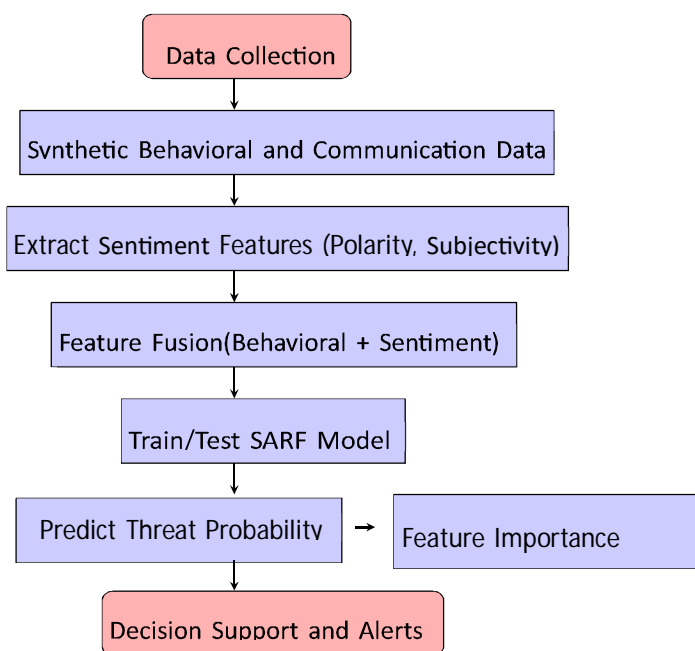 Data Collection
Synthetic Behavioral and Communication Data
Extract Sentiment Features (Polarity, Subjectivity)
Feature Fusion(Behavioral + Sentiment)
Train/Test SARF Model
Predict Threat Probability
Feature Importance
Decision Support and Alerts